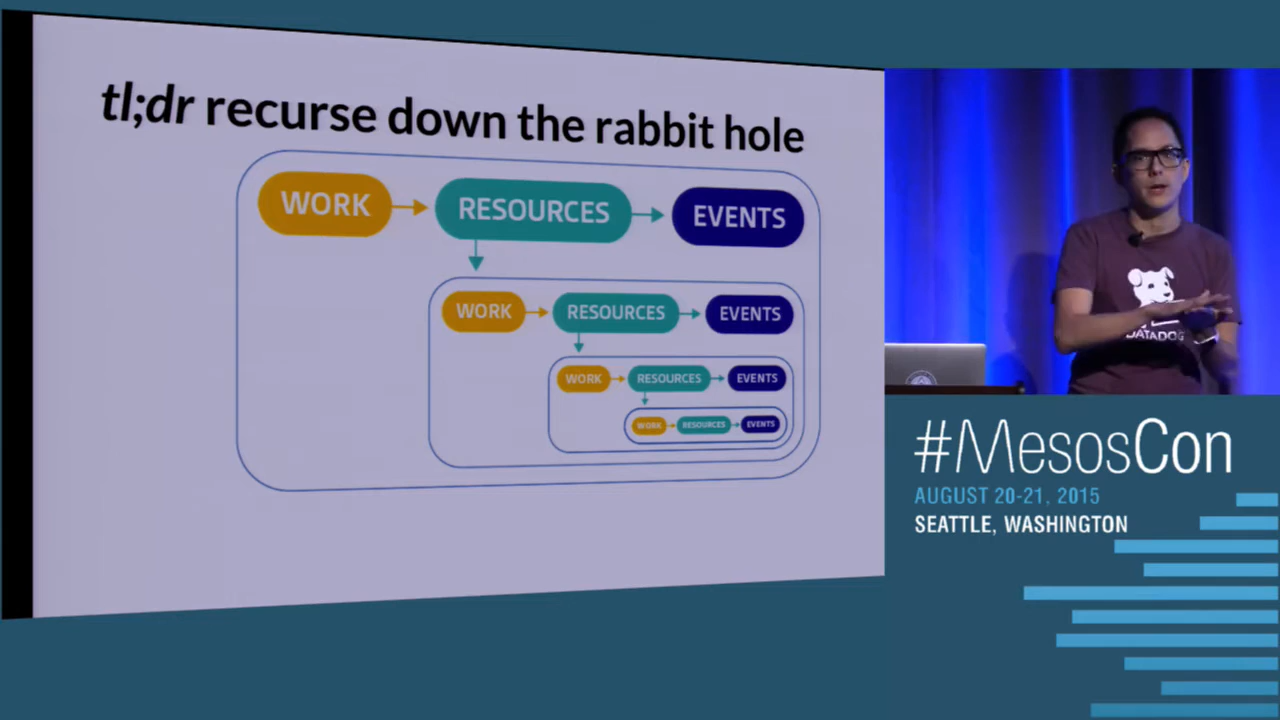 tl;dr recurse down the rabbit hole
WORK
RESOURCES
EVENTS
WORK
RESOURCES
EVENTS
WORK
RESOURCES
EVENTS
WORK
RESOURCES
EVENTS
DATADOG
#MesosCon
AUGUST 20-21, 2015
SEATTLE, WASHINGTON